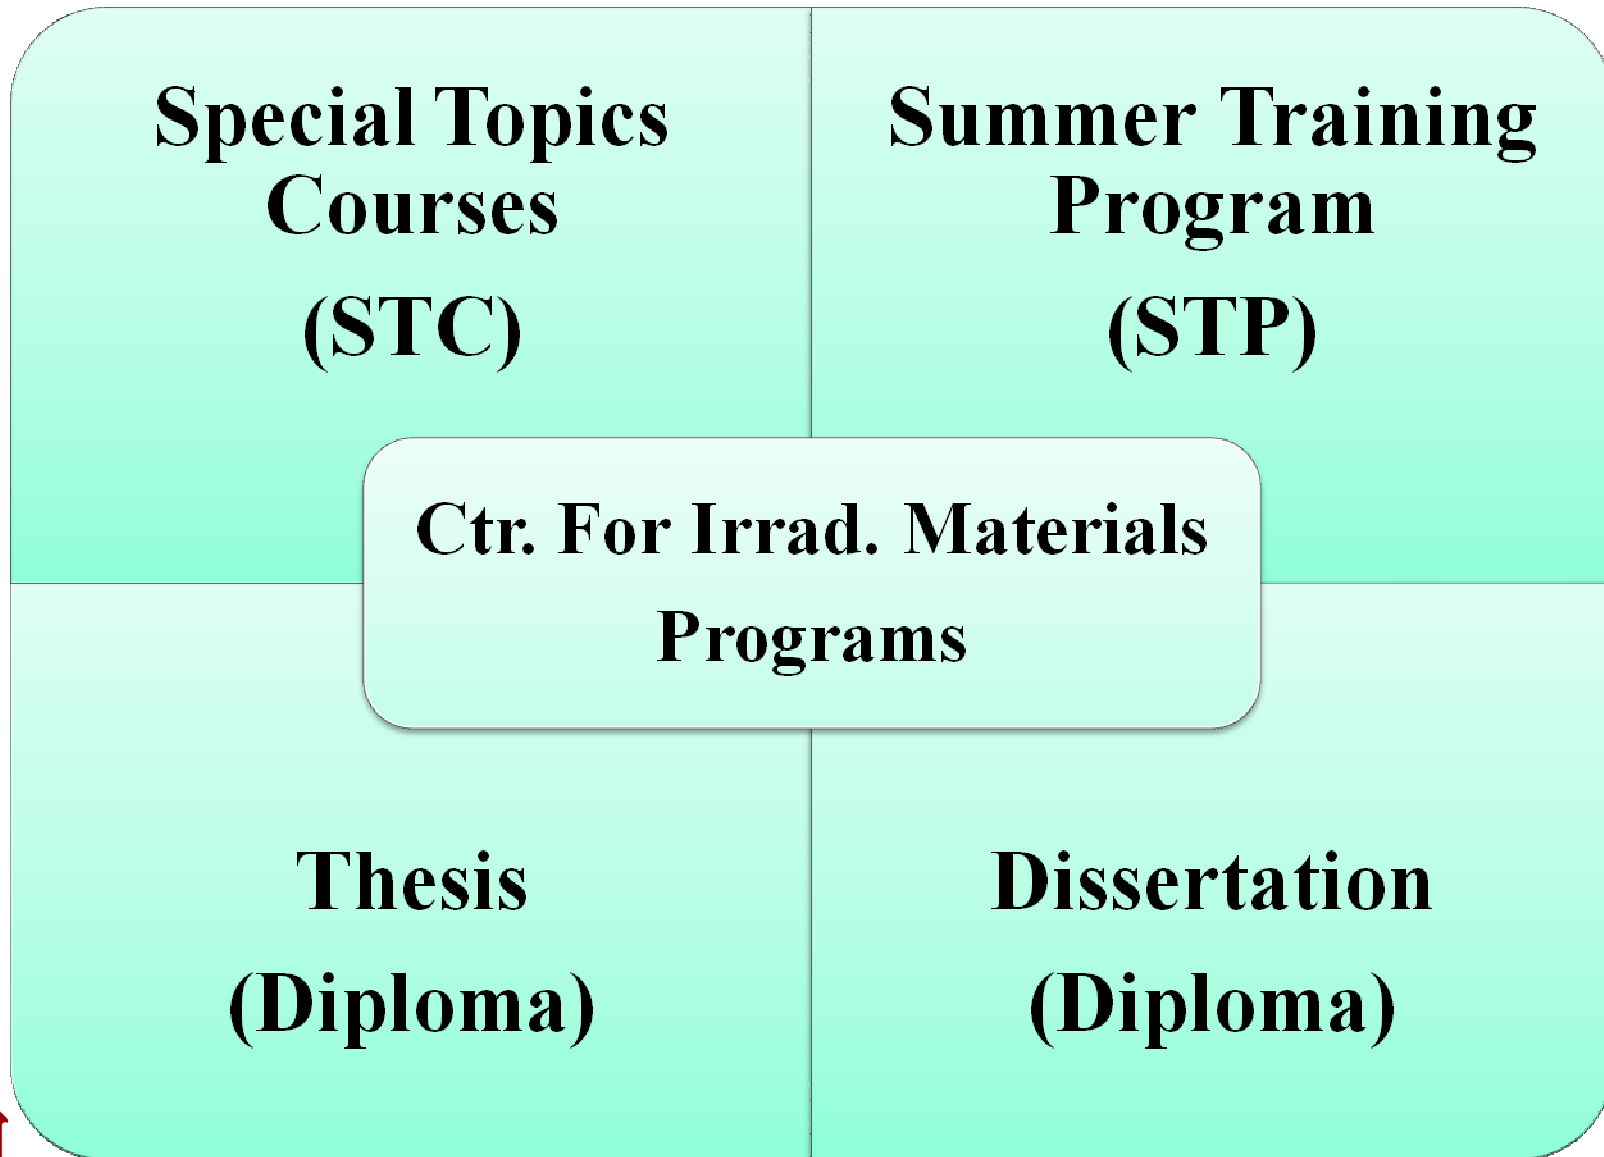 Special Topics
Courses
(STC)
Summer Training
Program
(STP)
Ctr. For Irrad. Materials
Programs
Thesis
(Diploma)
Dissertation
(Diploma)